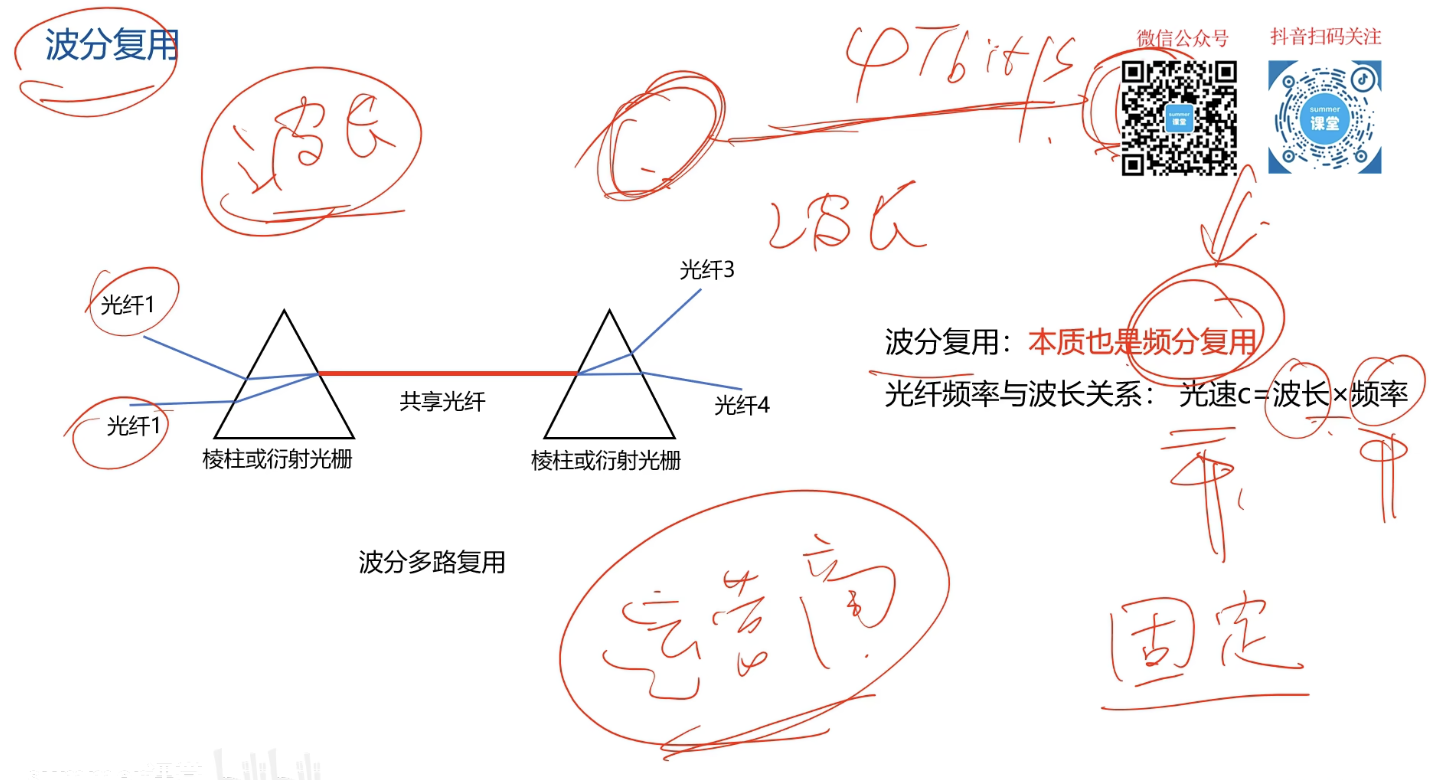 波分复用
微信公众号
抖音扫码关注
Tbit/s
波长
summer
课堂
summer
课堂
波长
光纤3
光纤1
波分复用：本质也是频分复用
光纤频率与波长关系： 光速c=波长×频率
共享光纤
光纤4
光纤1
棱柱或衍射光栅
棱柱或衍射光栅
波分多路复用
运营商
固定